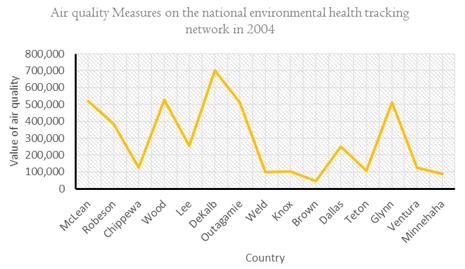 Air quality Measures on the national environmental health tracking
network in 2004
800,000
700,000
600,000
500,000
400,000
300,000
200,000
100,000
0
Value of air quality
McLean
Robeson
Chippewa
Wood
Lee
DeKalb
Outagamie
Weld
Knox
Brown
Dallas
Teton
Glynn
Ventura
Minnehaha
Country